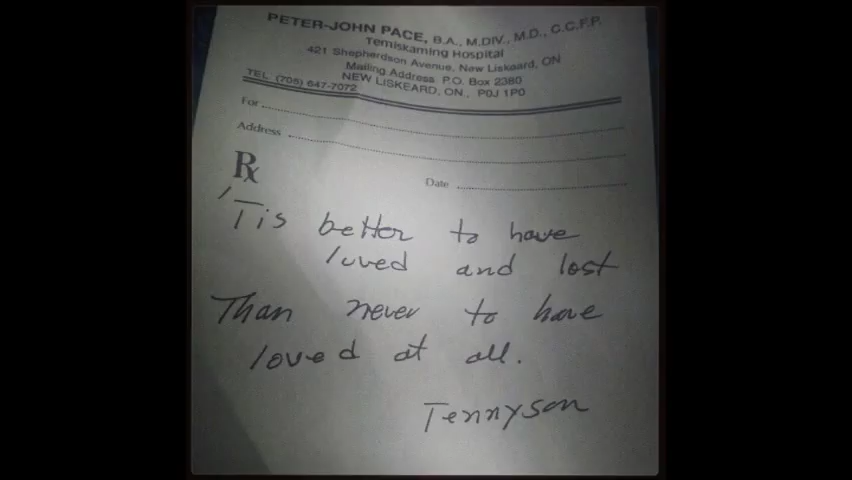 PETER-JOHN PACE, B.A., M.DIV., M.D., C.C.F.P.
Temiskaming Hospital
421 Shepherdson Avenue, New Liskeard, ON
Mailing Address P.O. Box 2380
TEL (705) 647-7072 NEW LISKEARD, ON., P0J 1P0
For
Address
Rx
Date
'Tis better to have
loved and lost
Than never to have
loved at all.
Tennyson